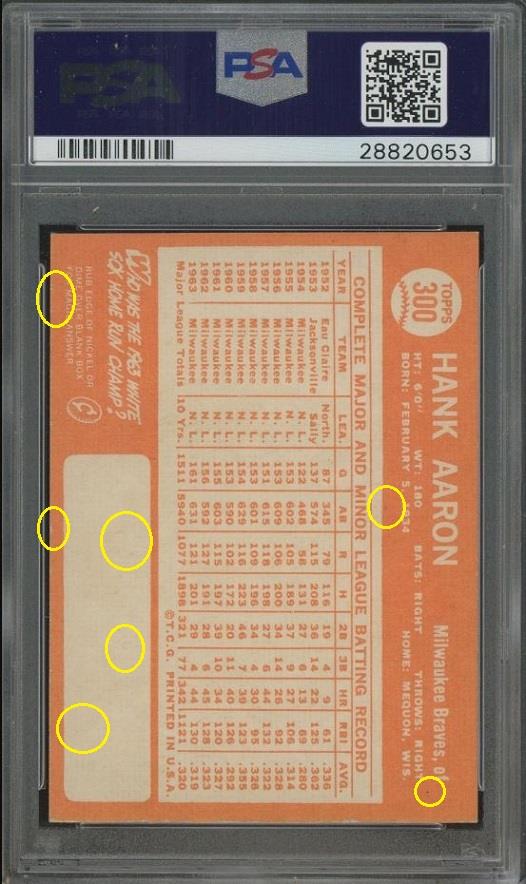 PSA
PSA
28820653
TOPPS
300
HANK AARON
Milwaukee Braves, of
HT: 6'0" WT: 180 BATS: RIGHT THROWS: RIGHT
BORN: FEBRUARY 5, 1934 HOME: MEQUON, WIS.
COMPLETE MAJOR AND MINOR LEAGUE BATTING RECORD
YEAR TEAM LEA. G AB R H 2B 3B HR RBI AVG.
1952 Eau Claire North. 87 345 79 116 19 4 9 61 .336
1953 Jacksonville Sally 137 574 115 208 36 14 22 125 .362
1954 Milwaukee N. L. 122 468 58 131 27 6 13 69 .280
1955 Milwaukee N. L. 153 602 105 189 37 9 27 106 .314
1956 Milwaukee N. L. 153 609 106 200 34 14 26 92 .328
1957 Milwaukee N. L. 151 615 118 198 27 6 44 132 .322
1958 Milwaukee N. L. 153 601 109 196 34 4 30 95 .326
1959 Milwaukee N. L. 154 629 116 223 46 7 39 123 .355
1960 Milwaukee N. L. 153 590 102 172 20 11 40 126 .292
1961 Milwaukee N. L. 155 603 115 197 39 10 34 120 .327
1962 Milwaukee N. L. 156 592 127 191 28 6 45 128 .323
1963 Milwaukee N. L. 161 631 121 201 29 4 44 130 .319
Major League Totals 10 Yrs. 1511 5940 1077 1898 321 77 342 1121 .320
©T.C.G. PRINTED IN U.S.A.
WHO WAS THE 1963 WHITE
SOX HOME RUN CHAMP?
RUB EDGE OF NICKEL OR
DIME OVER BLANK BOX
MAGIC ANSWER